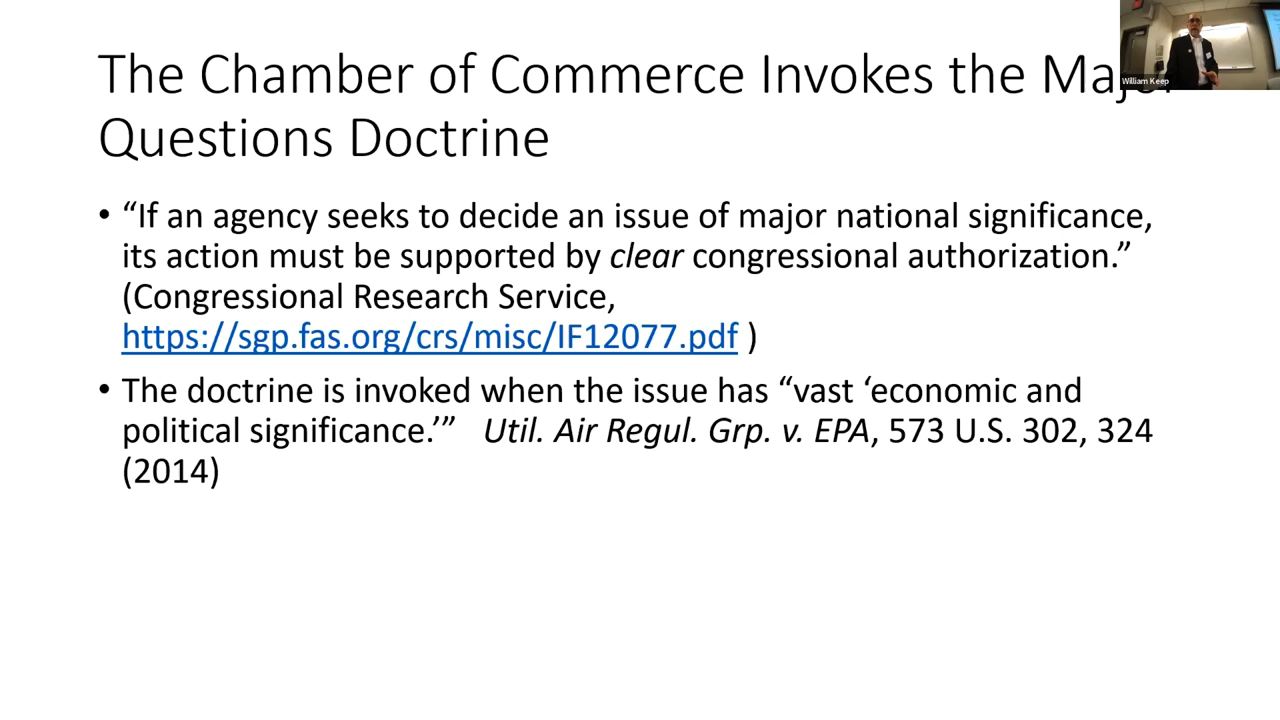 The Chamber of Commerce Invokes the Major
Questions Doctrine
• “If an agency seeks to decide an issue of major national significance,
its action must be supported by clear congressional authorization.”
(Congressional Research Service,
https://sgp.fas.org/crs/misc/IF12077.pdf )
• The doctrine is invoked when the issue has “vast ‘economic and
political significance.’” Util. Air Regul. Grp. v. EPA, 573 U.S. 302, 324
(2014)
William Keep